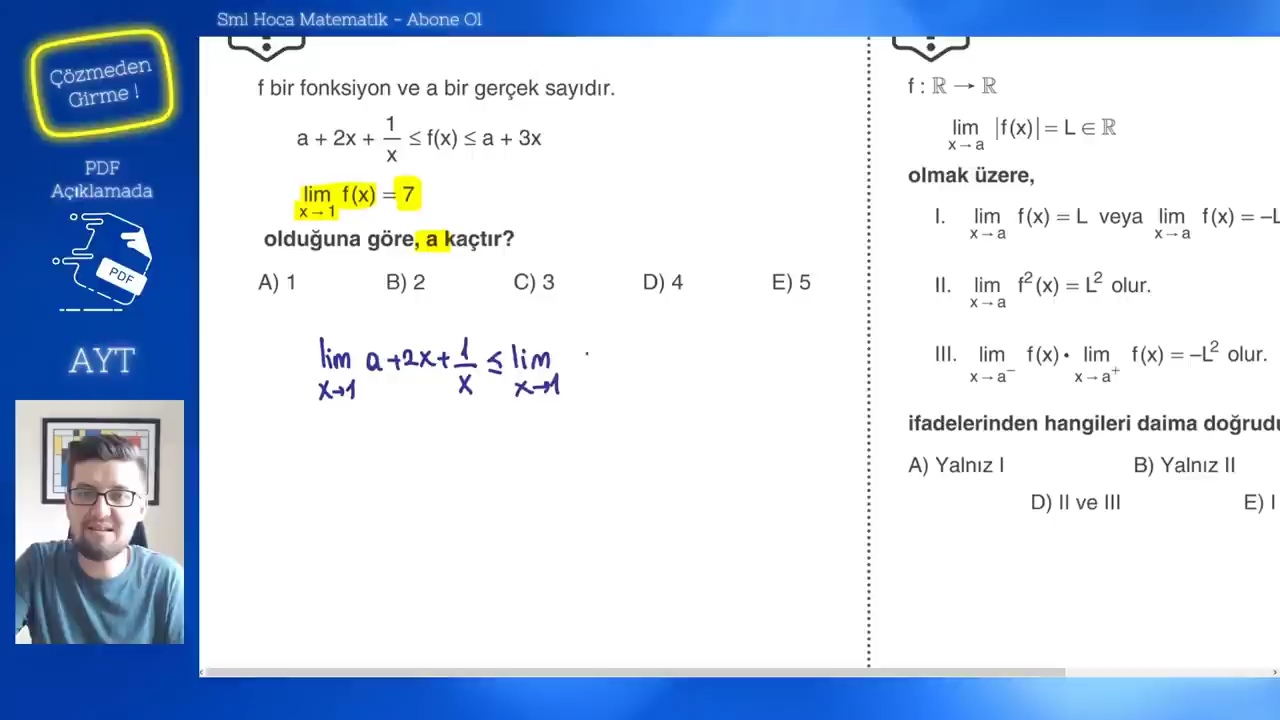 Sml Hoca Matematik - Abone Ol
Çözmeden
Girme !
PDF
Açıklamada
PDF
AYT
f bir fonksiyon ve a bir gerçek sayıdır.
a + 2x + 1/x ≤ f(x) ≤ a + 3x
lim x→1 f(x) = 7
olduğuna göre, a kaçtır?
A) 1 B) 2 C) 3 D) 4 E) 5
lim x→1 a+2x+1/x ≤ lim x→1
f : ℝ → ℝ
lim x→a |f(x)| = L ∈ ℝ
olmak üzere,
I. lim x→a f(x) = L veya lim x→a f(x) = –L
II. lim x→a f²(x) = L² olur.
III. lim x→a⁻ f(x) • lim x→a⁺ f(x) = –L² olur.
ifadelerinden hangileri daima doğrudu
A) Yalnız I B) Yalnız II
D) II ve III E) I